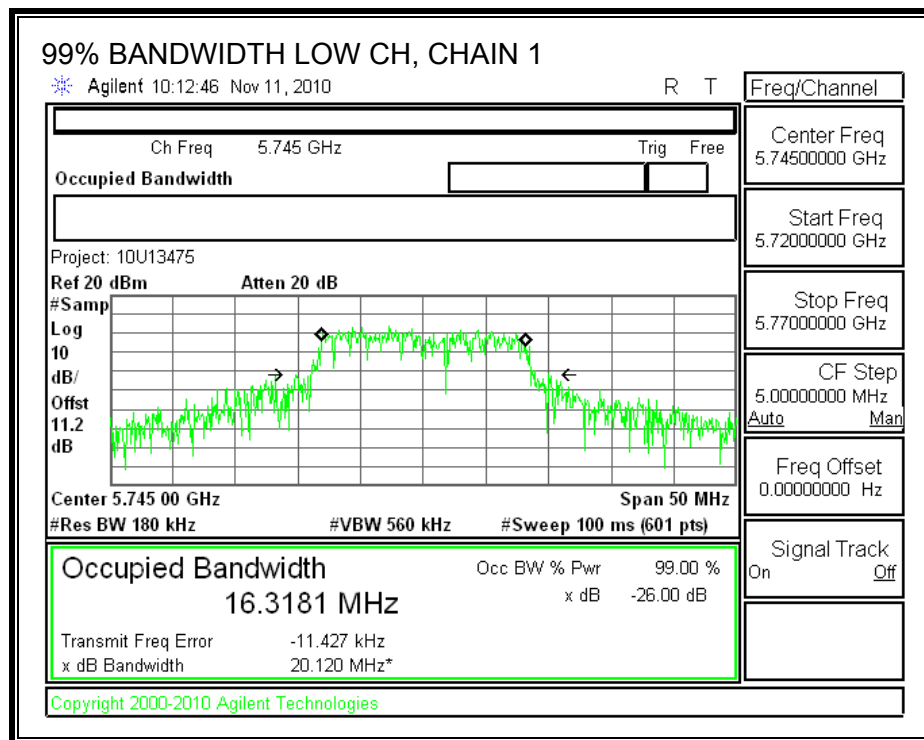 99% BANDWIDTH LOW CH, CHAIN 1
Agilent 10:12:46 Nov 11, 2010 R T
Freq/Channel
Ch Freq 5.745 GHz Trig Free
Occupied Bandwidth
Center Freq
5.74500000 GHz
Start Freq
5.72000000 GHz
Stop Freq
5.77000000 GHz
CF Step
5.00000000 MHz
Auto Man
Freq Offset
0.00000000 Hz
Signal Track
On Off
Project: 10U13475
Ref 20 dBm Atten 20 dB
#Samp
Log
10
dB/
Offst
11.2
dB
Center 5.745 00 GHz Span 50 MHz
#Res BW 180 kHz #VBW 560 kHz #Sweep 100 ms (601 pts)
Occupied Bandwidth Occ BW % Pwr 99.00 %
16.3181 MHz x dB -26.00 dB
Transmit Freq Error -11.427 kHz
x dB Bandwidth 20.120 MHz*
Copyright 2000-2010 Agilent Technologies